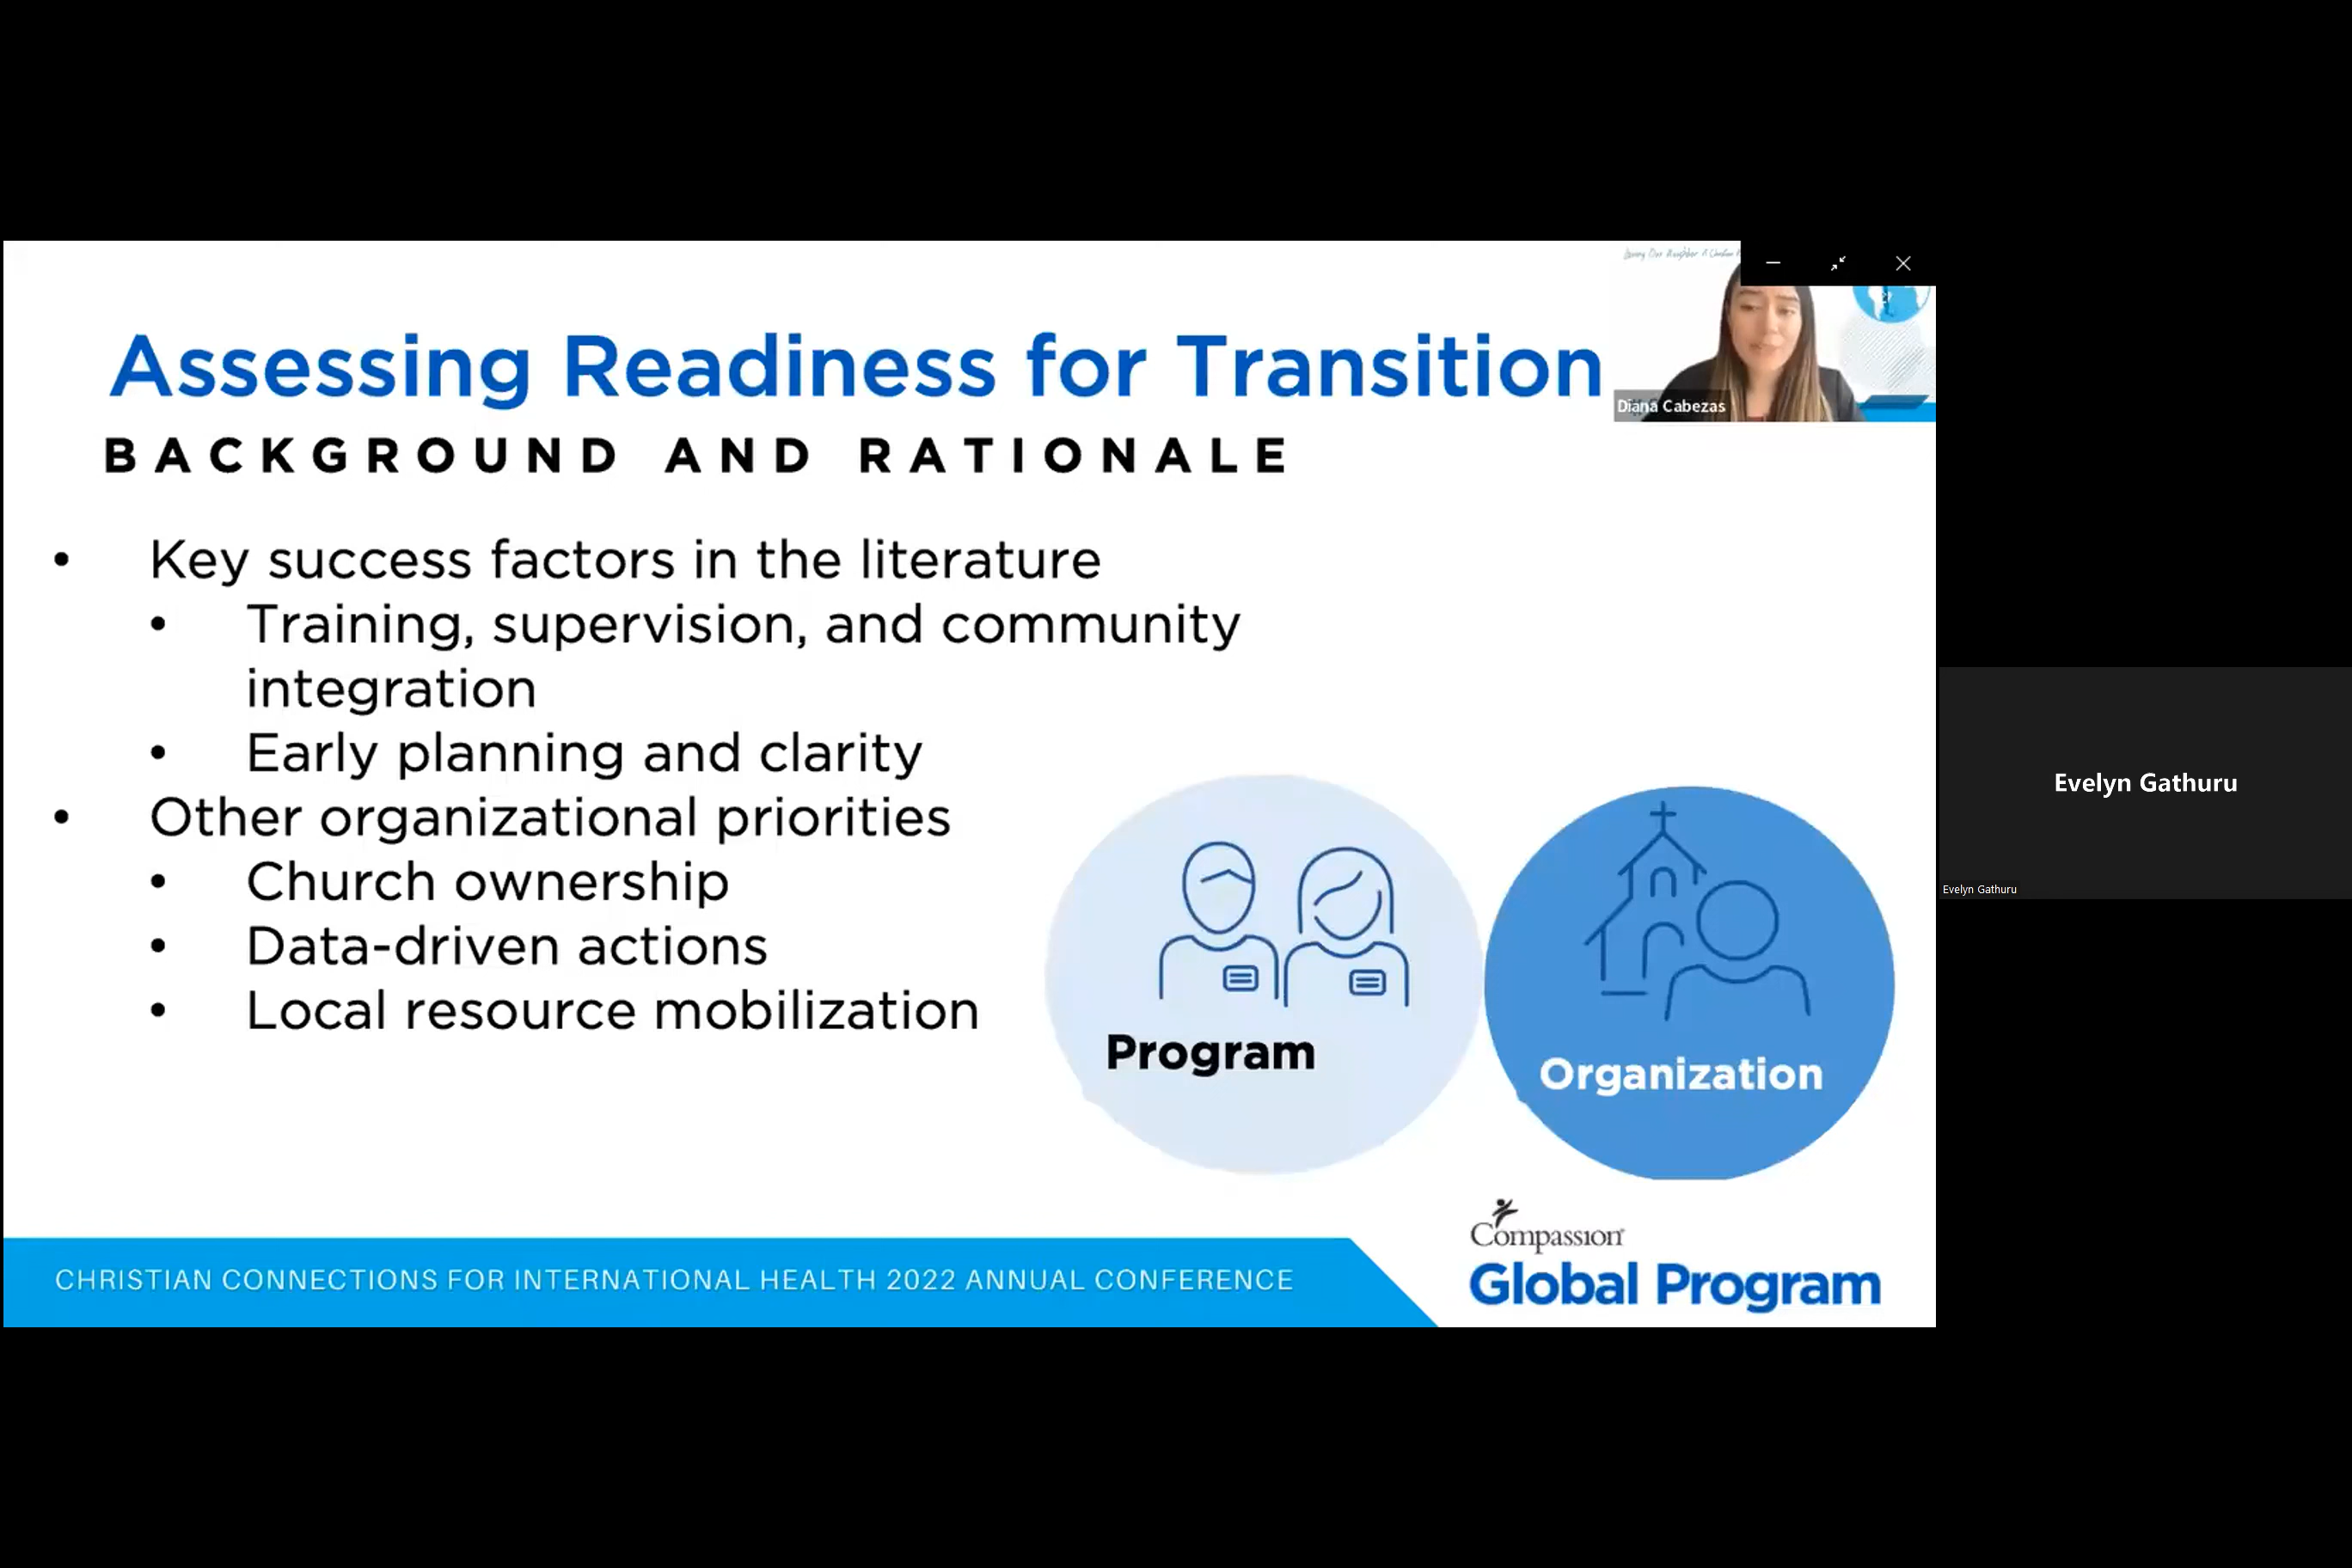 Assessing Readiness for Transition
BACKGROUND AND RATIONALE
• Key success factors in the literature
• Training, supervision, and community
integration
• Early planning and clarity
• Other organizational priorities
• Church ownership
• Data-driven actions
• Local resource mobilization
Program
Organization
Diana Cabezas
Evelyn Gathuru
Evelyn Gathuru
CHRISTIAN CONNECTIONS FOR INTERNATIONAL HEALTH 2022 ANNUAL CONFERENCE
Compassion
Global Program